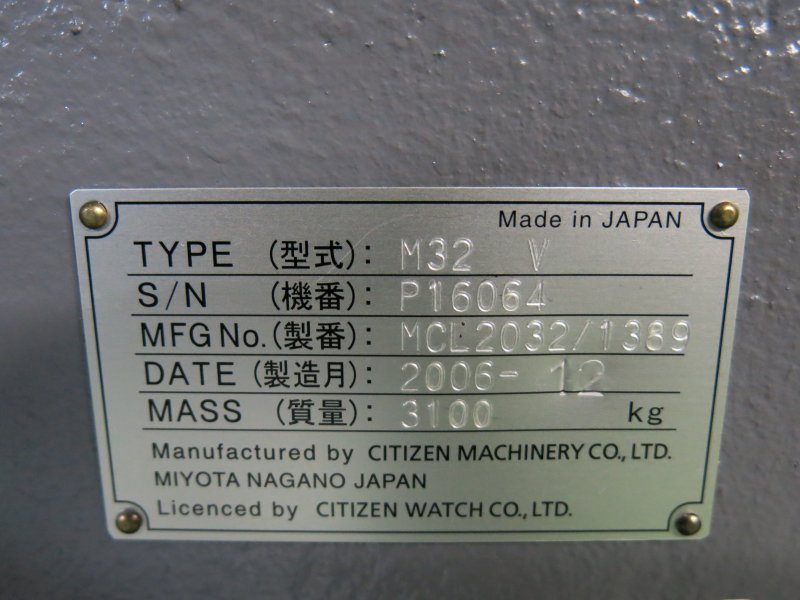 Made in JAPAN
TYPE (型式): M32 V
S/N (機番): P16064
MFG No. (製番): MCL2032/1389
DATE (製造月): 2006- 12
MASS (質量): 3100 kg
Manufactured by CITIZEN MACHINERY CO., LTD.
MIYOTA NAGANO JAPAN
Licenced by CITIZEN WATCH CO., LTD.